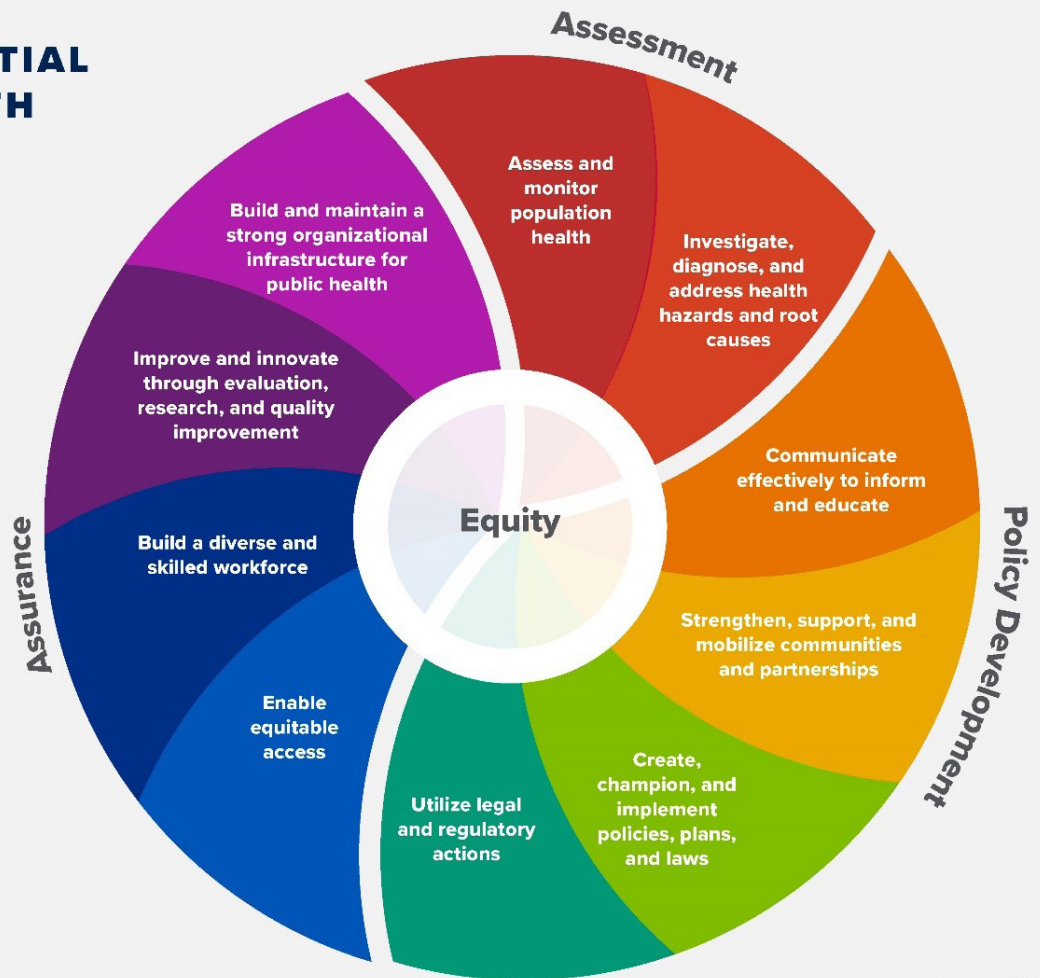 TIAL
TH
Assessment
Assess and
monitor
population
health
Investigate,
diagnose, and
address health
hazards and root
causes
Policy Development
Communicate
effectively to inform
and educate
Strengthen, support, and
mobilize communities
and partnerships
Create,
champion, and
implement
policies, plans,
and laws
Utilize legal
and regulatory
actions
Assurance
Enable
equitable
access
Build a diverse and
skilled workforce
Improve and innovate
through evaluation,
research, and quality
improvement
Build and maintain a
strong organizational
infrastructure for
public health
Equity